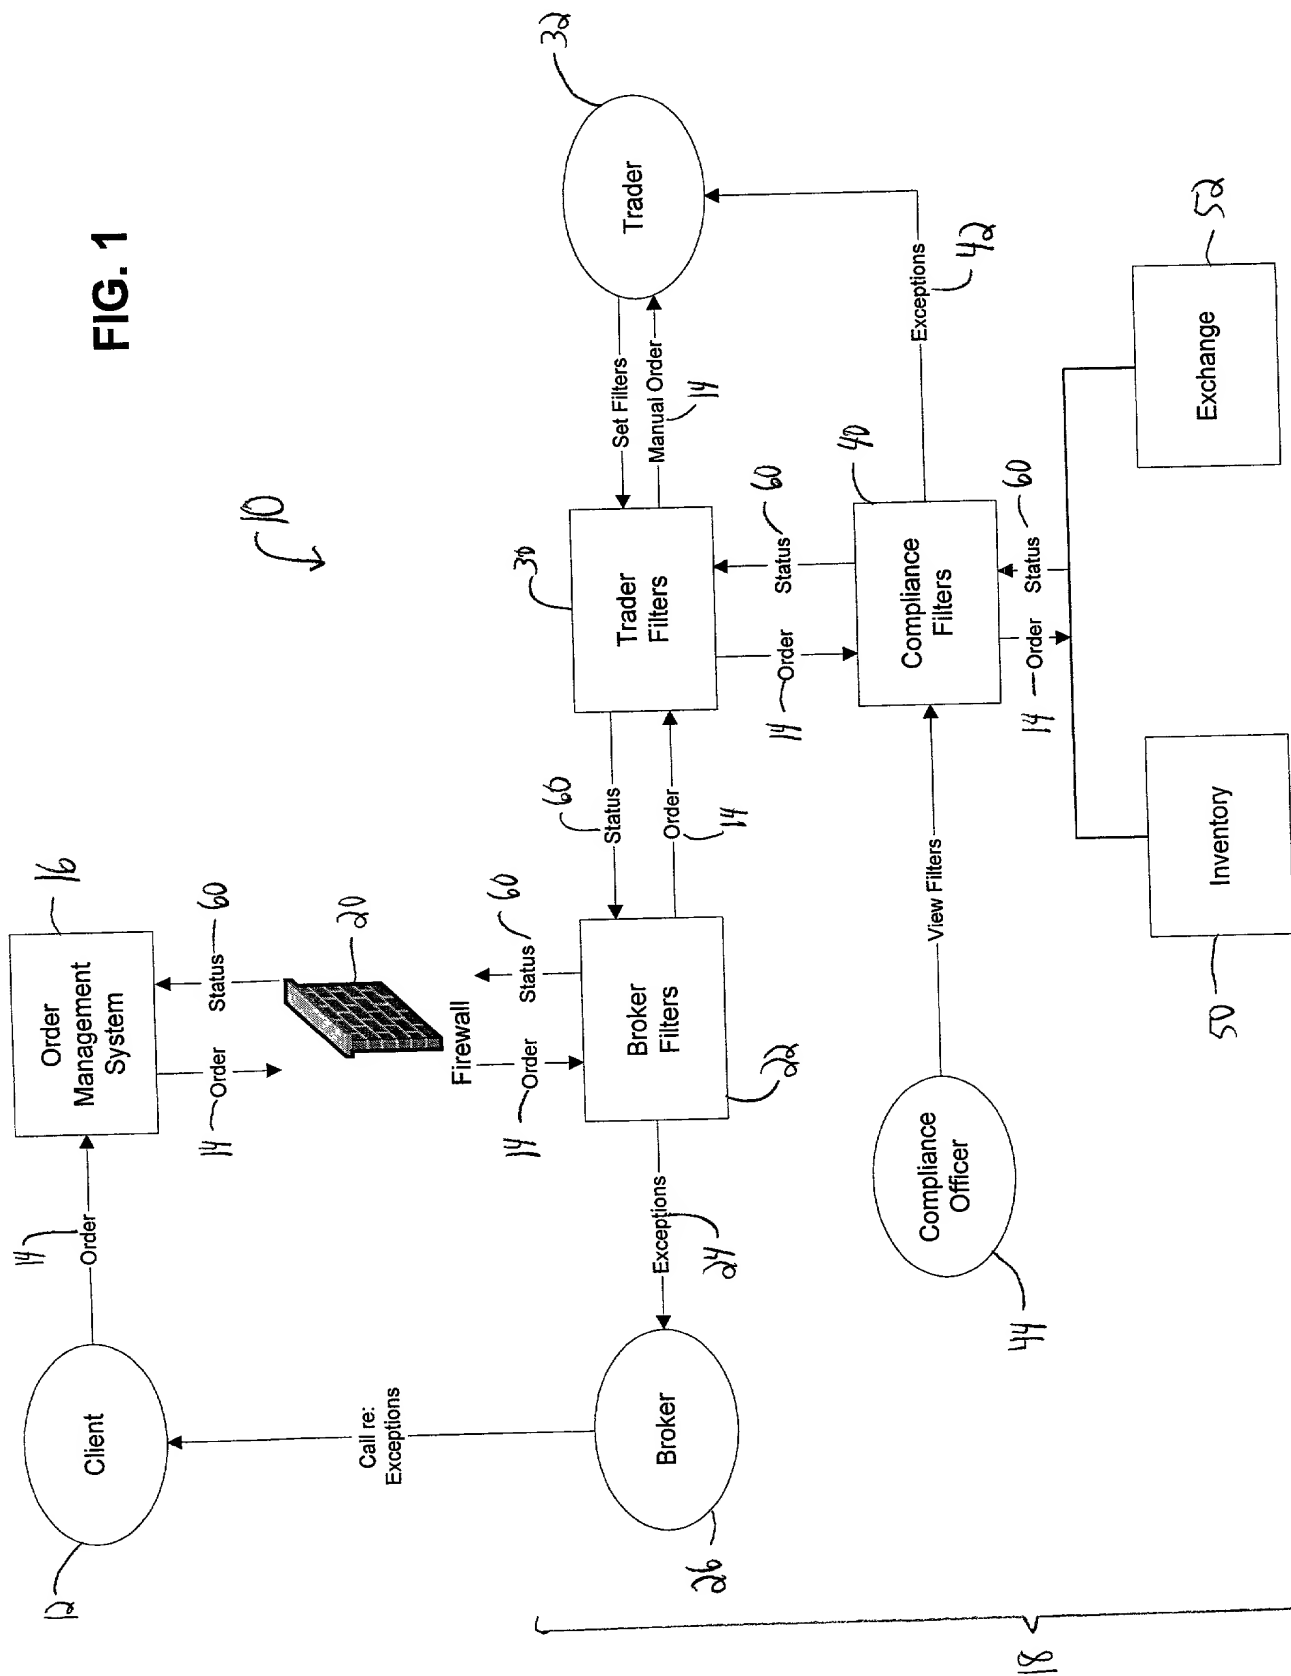 FIG. 1
10
12
Client
14
Order
Order
Management
System
16
14
Order
Status
60
20
Firewall
Call re:
Exceptions
14
Order
Status
60
26
Broker
Exceptions
24
Broker
Filters
22
Status
60
Order
14
Trader
Filters
30
Set Filters
Manual Order
14
Trader
32
14
Order
Status
60
44
Compliance
Officer
View Filters
Compliance
Filters
40
Exceptions
42
14
Order
Status
60
50
Inventory
Exchange
52
18